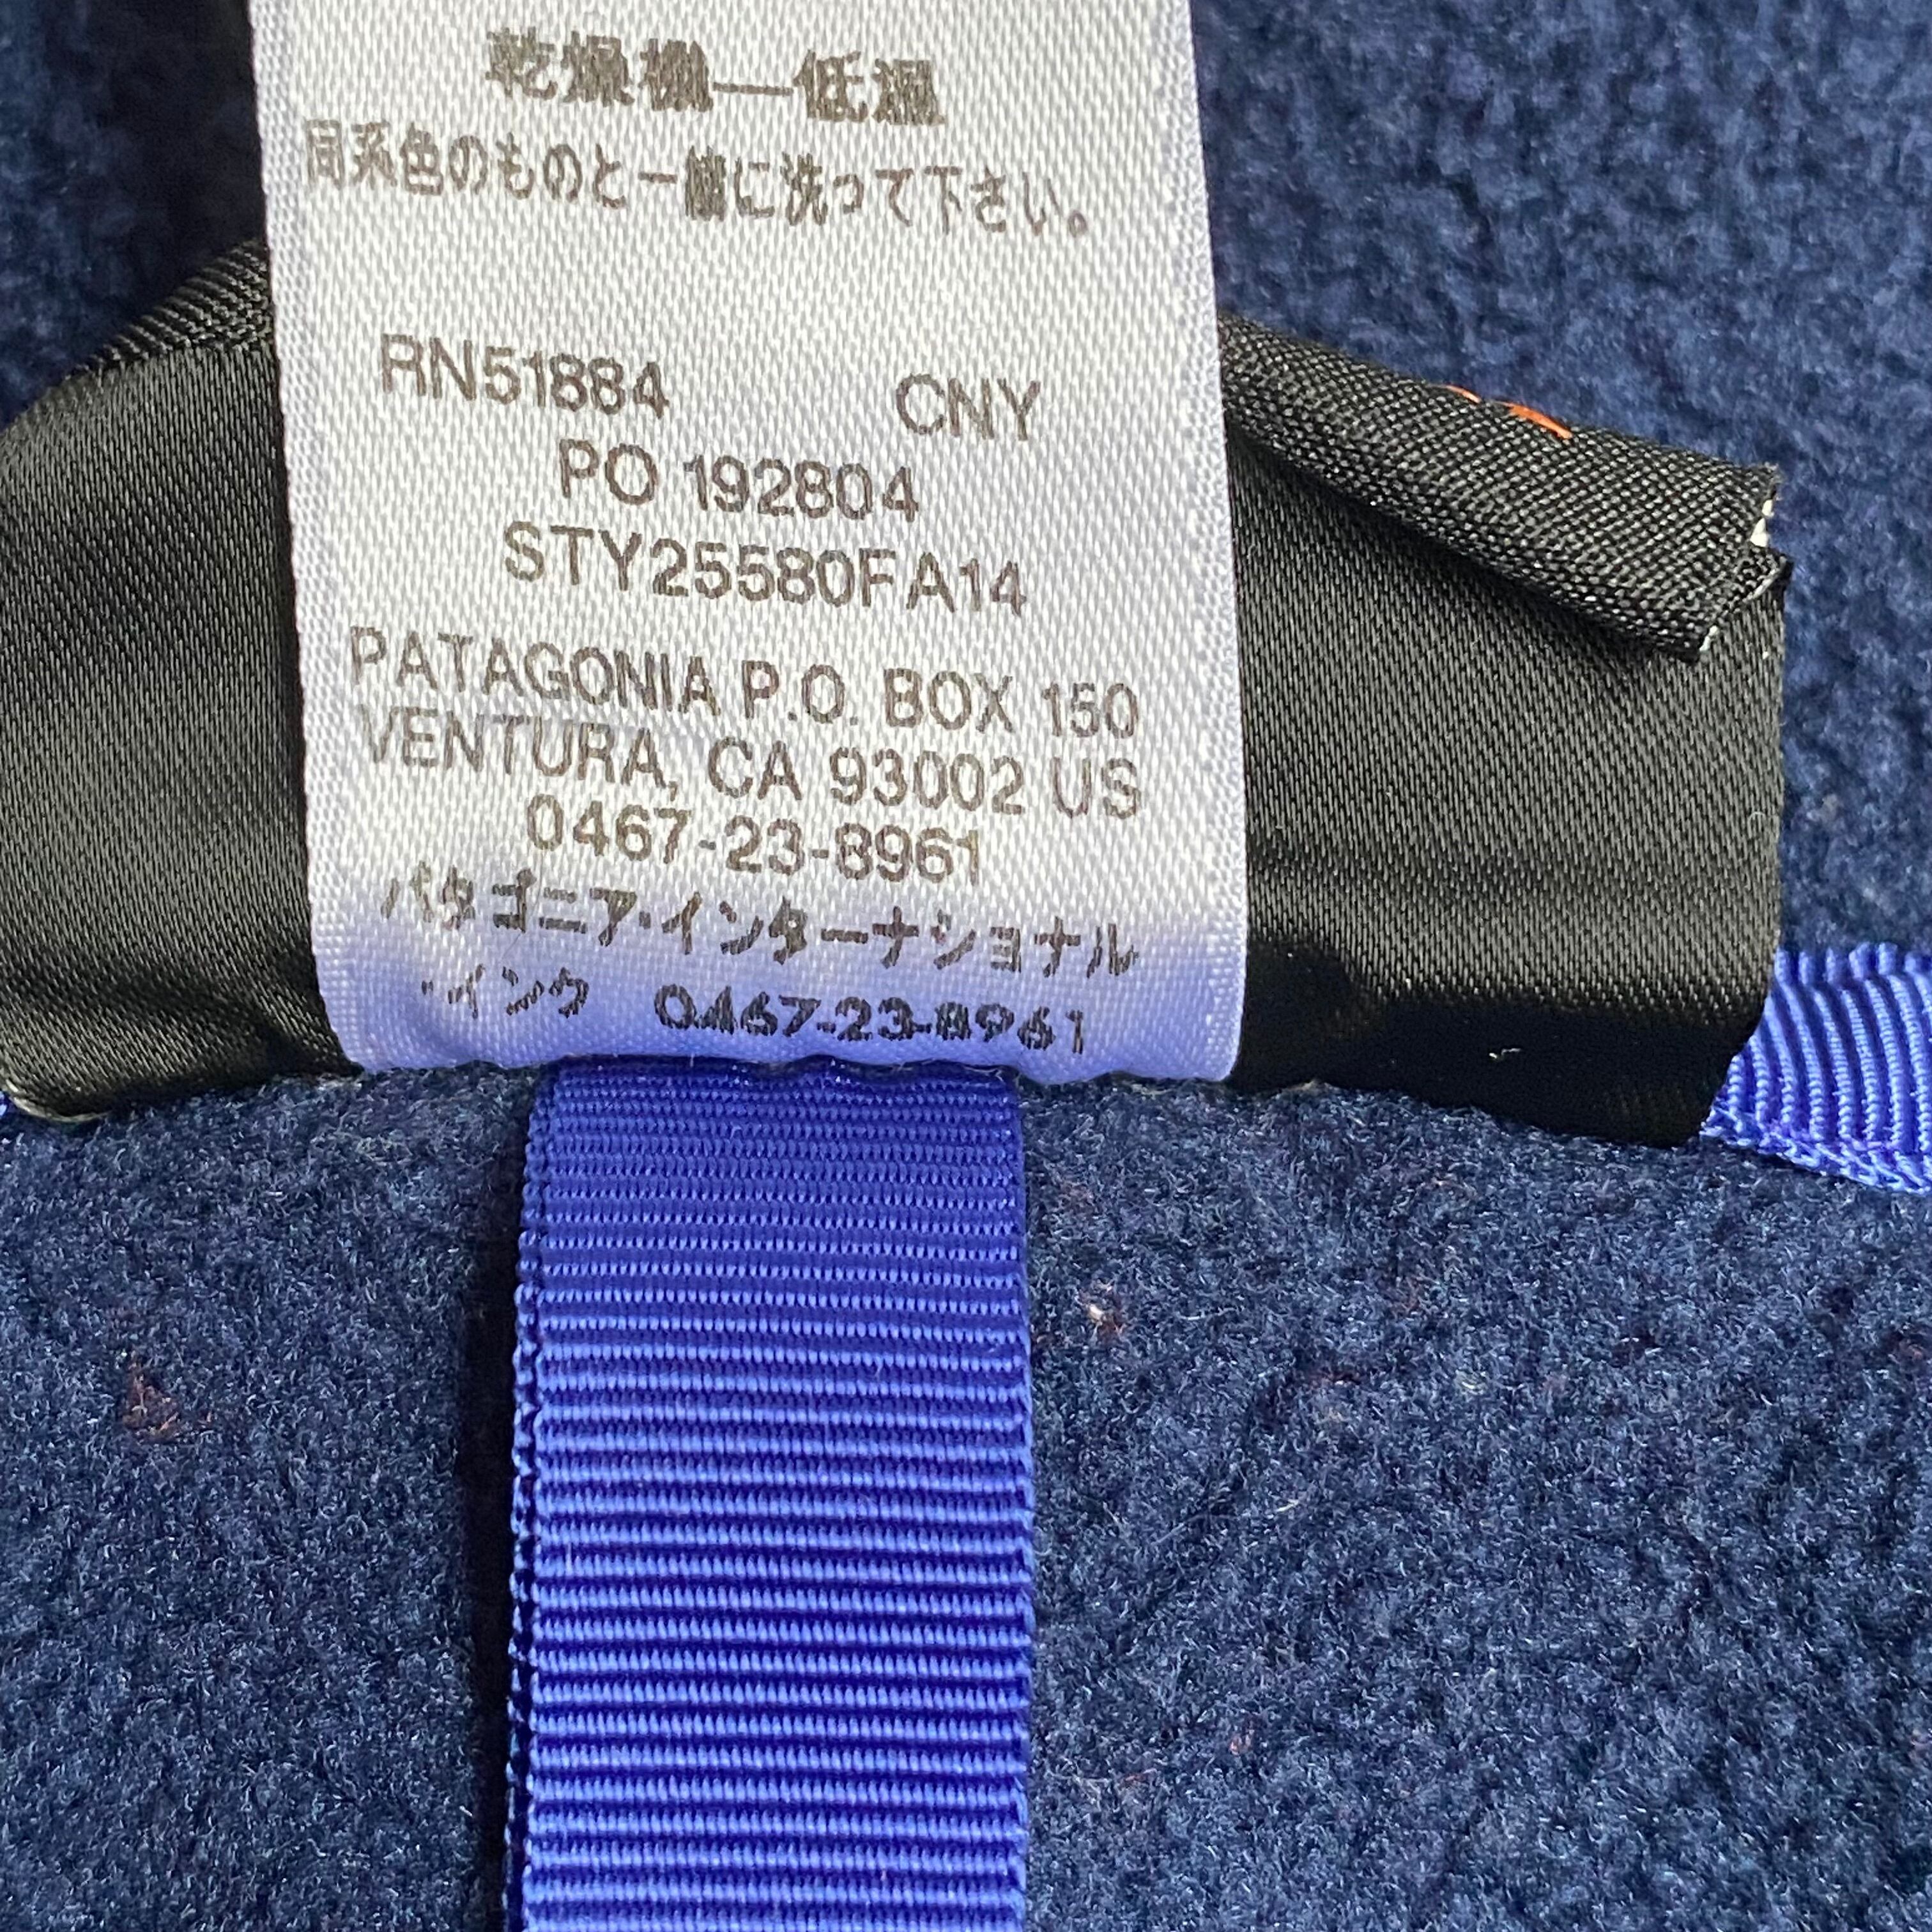 乾燥機—低温
同系色のものと一緒に洗って下さい。
RN51884 CNY
PO 192804
STY25580FA14
PATAGONIA P.O. BOX 150
VENTURA, CA 93002 US
0467-23-8961
パタゴニア・インターナショナル
・インク 0467-23-8961